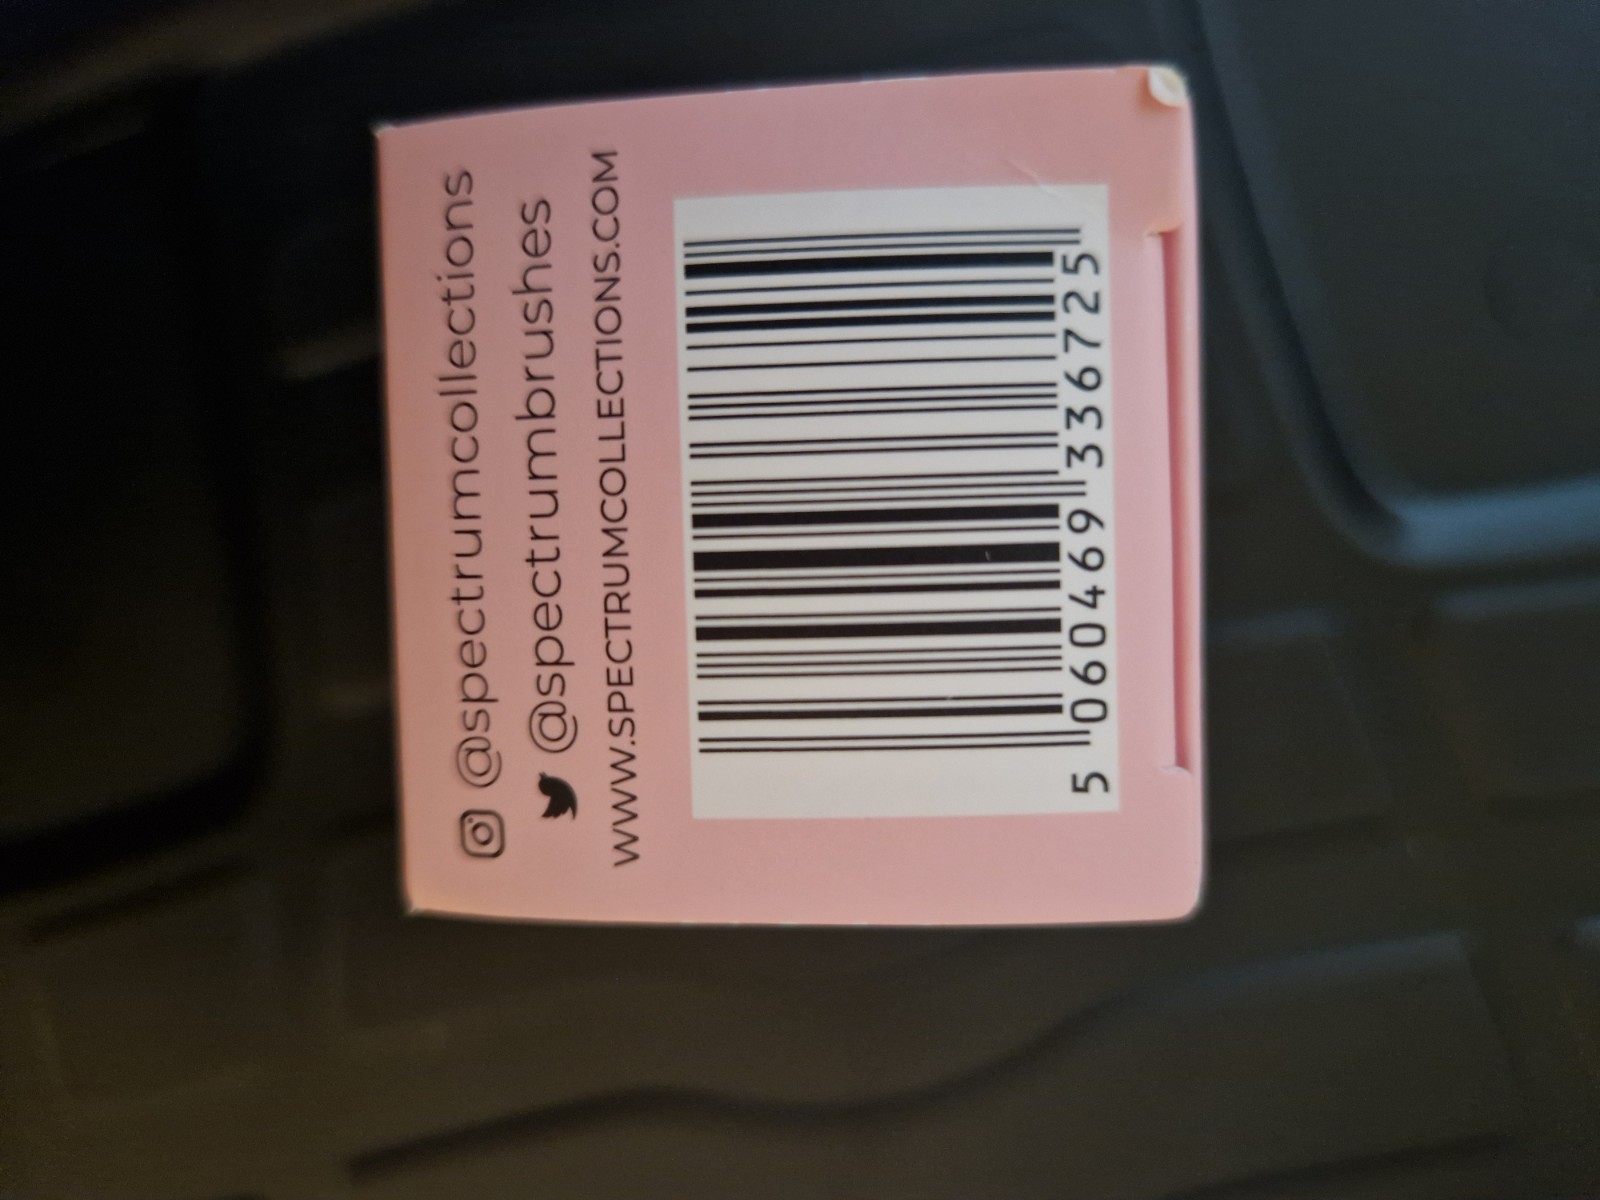 @spectrumcollections
@spectrumbrushes
WWW.SPECTRUMCOLLECTIONS.COM
5 060469 336725